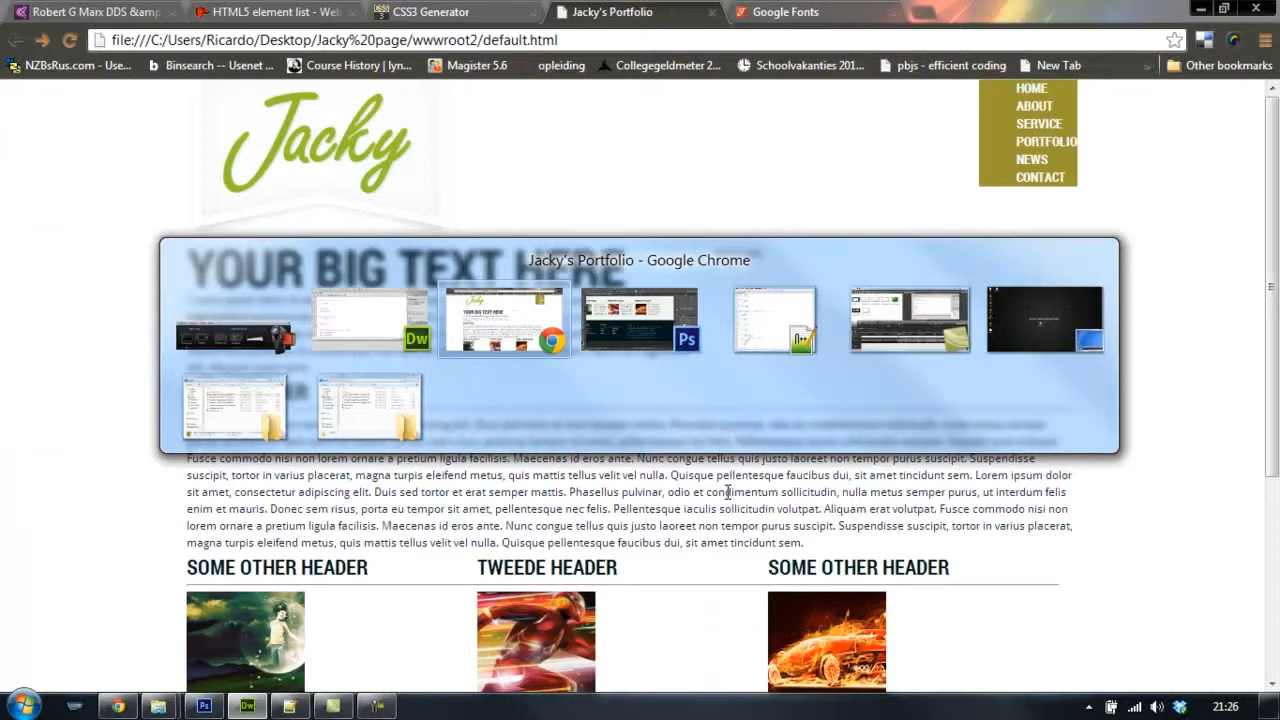 Robert G Marx DDS &amp
HTML5 element list - Web
CSS3 Generator
Jacky's Portfolio
Google Fonts
file:///C:/Users/Ricardo/Desktop/Jacky%20page/wwwroot2/default.html
NZBsRus.com - Use...
Binsearch -- Usenet ...
Course History | lyn...
Magister 5.6
opleiding
Collegegeldmeter 2...
Schoolvakanties 201...
pbjs - efficient coding
New Tab
»
Other bookmarks
Jacky
HOME
ABOUT
SERVICE
PORTFOLIO
NEWS
CONTACT
YOUR BIG TEXT HERE
Jacky's Portfolio - Google Chrome
Dw
Ps
Fusce commodo nisi non lorem ornare a pretium ligula facilisis. Maecenas id eros ante. Nunc congue tellus quis justo laoreet non tempor purus suscipit. Suspendisse
suscipit, tortor in varius placerat, magna turpis eleifend metus, quis mattis tellus velit vel nulla. Quisque pellentesque faucibus dui, sit amet tincidunt sem. Lorem ipsum dolor
sit amet, consectetur adipiscing elit. Duis sed tortor et erat semper mattis. Phasellus pulvinar, odio et condimentum sollicitudin, nulla metus semper purus, ut interdum felis
enim et mauris. Donec sem risus, porta eu tempor sit amet, pellentesque nec felis. Pellentesque iaculis sollicitudin volutpat. Aliquam erat volutpat. Fusce commodo nisi non
lorem ornare a pretium ligula facilisis. Maecenas id eros ante. Nunc congue tellus quis justo laoreet non tempor purus suscipit. Suspendisse suscipit, tortor in varius placerat,
magna turpis eleifend metus, quis mattis tellus velit vel nulla. Quisque pellentesque faucibus dui, sit amet tincidunt sem.
SOME OTHER HEADER
TWEEDE HEADER
SOME OTHER HEADER
Ps
Dw
21:26